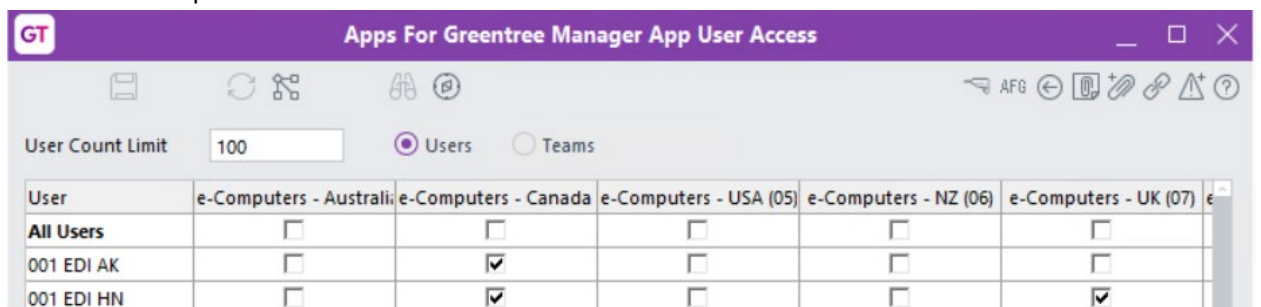 GT Apps For Greentree Manager App User Access
AFG
User Count Limit 100 Users Teams
User e-Computers - Australi e-Computers - Canada e-Computers - USA (05) e-Computers - NZ (06) e-Computers - UK (07) e
All Users
001 EDI AK
001 EDI HN